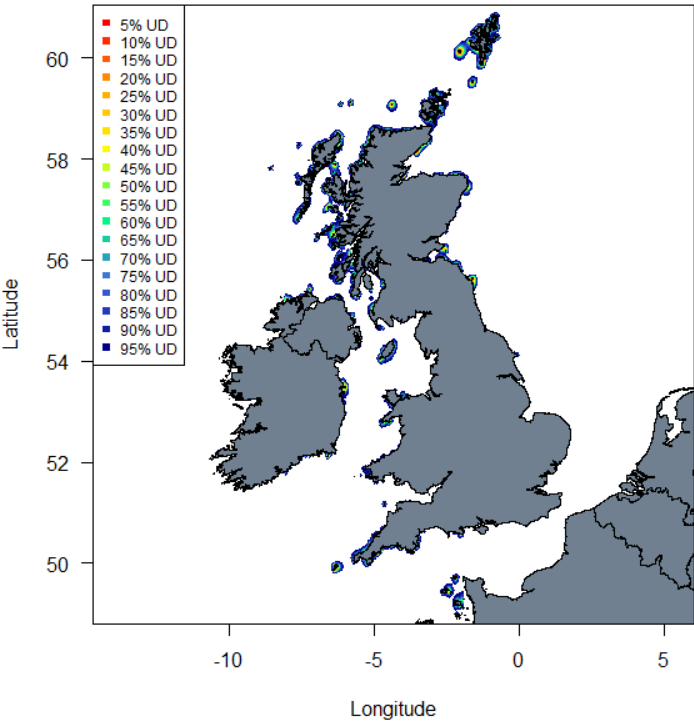 5% UD
10% UD
15% UD
20% UD
25% UD
30% UD
35% UD
40% UD
45% UD
50% UD
55% UD
60% UD
65% UD
70% UD
75% UD
80% UD
85% UD
90% UD
95% UD
60
58
56
54
52
50
Latitude
-10 -5 0 5
Longitude